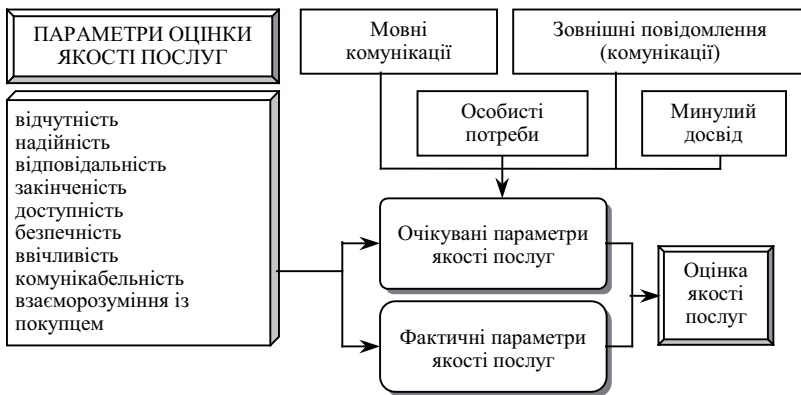 ПАРАМЕТРИ ОЦІНКИ
ЯКОСТІ ПОСЛУГ
Мовні
комунікації
Зовнішні повідомлення
(комунікації)
Особисті
потреби
Минулий
досвід
відчутність
надійність
відповідальність
закінченість
доступність
безпечність
ввічливість
комунікабельність
взаєморозуміння із
покупцем
Очікувані параметри
якості послуг
Фактичні параметри
якості послуг
Оцінка
якості
послуг